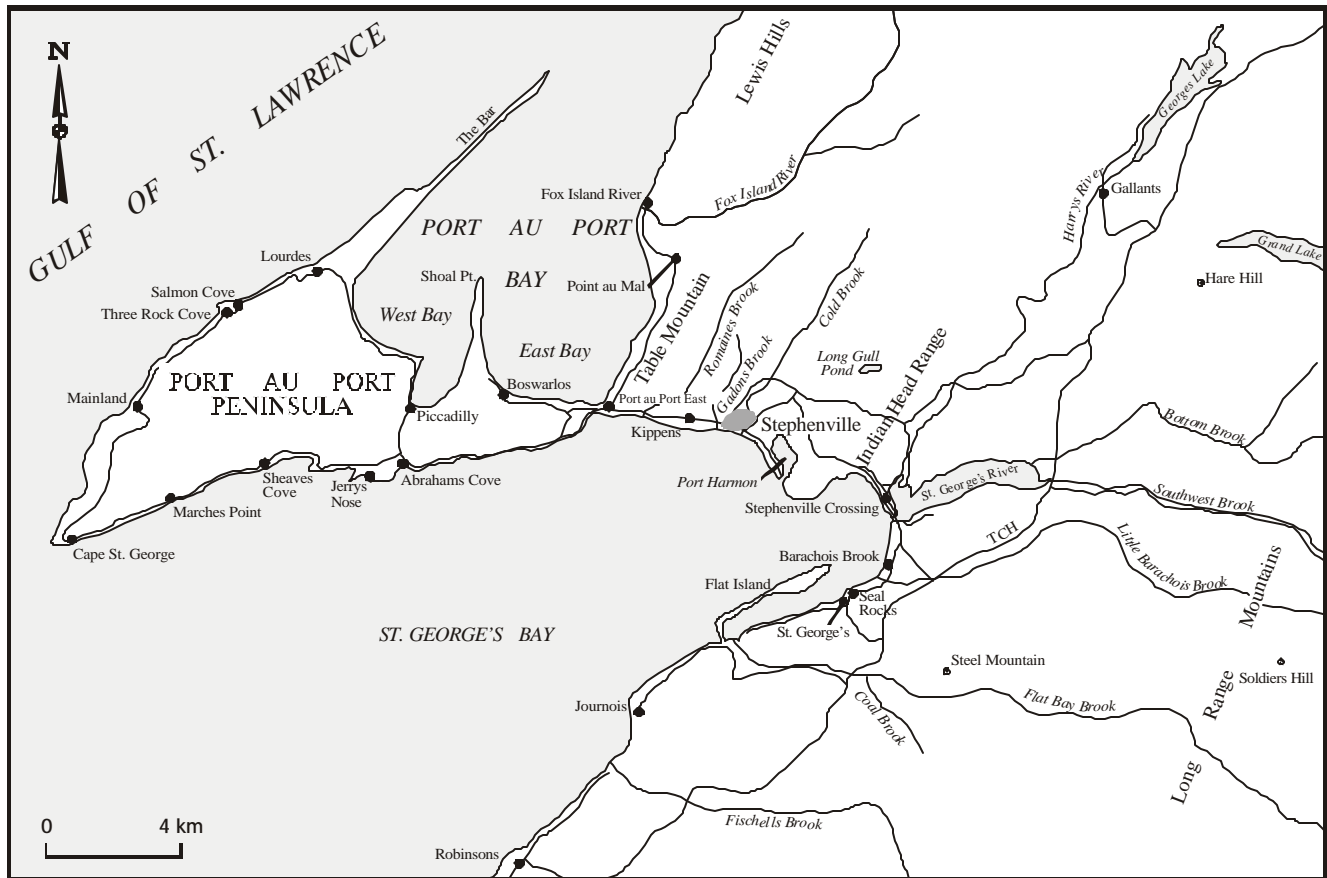 N
GULF OF ST. LAWRENCE
The Bar
Lewis Hills
Georges Lake
Fox Island River
Fox Island River
Harrys River
Gallants
PORT AU PORT
BAY
Lourdes
Shoal Pt.
Point au Mal
Grand Lake
Hare Hill
Salmon Cove
Three Rock Cove
West Bay
East Bay
Table Mountain
Romaines Brook
Gadons Brook
Cold Brook
Long Gull
Pond
Indian Head Range
PORT AU PORT
PENINSULA
Mainland
Boswarlos
Port au Port East
Piccadilly
Kippens
Stephenville
Bottom Brook
Sheaves
Cove
Jerrys
Nose
Abrahams Cove
Port Harmon
St. George's River
Marches Point
Stephenville Crossing
Southwest Brook
Cape St. George
TCH
Little Barachois Brook
Barachois Brook
Flat Island
Seal
Rocks
St. George's
ST. GEORGE'S BAY
Steel Mountain
Soldiers Hill
Long Range Mountains
Journois
Coal Brook
Flat Bay Brook
Fischells Brook
0 4 km
Robinsons